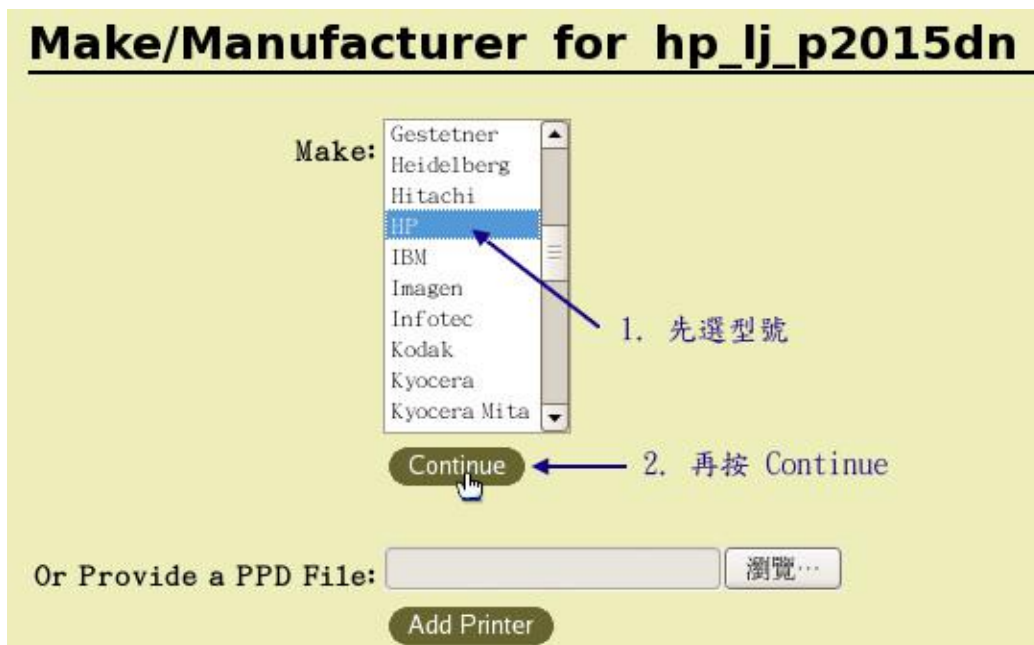 Make/Manufacturer for hp_lj_p2015dn
Make:
Gestetner
Heidelberg
Hitachi
HP
IBM
Imagen
Infotec
Kodak
Kyocera
Kyocera Mita
1. 先選型號
Continue
2. 再按 Continue
Or Provide a PPD File:
瀏覽…
Add Printer